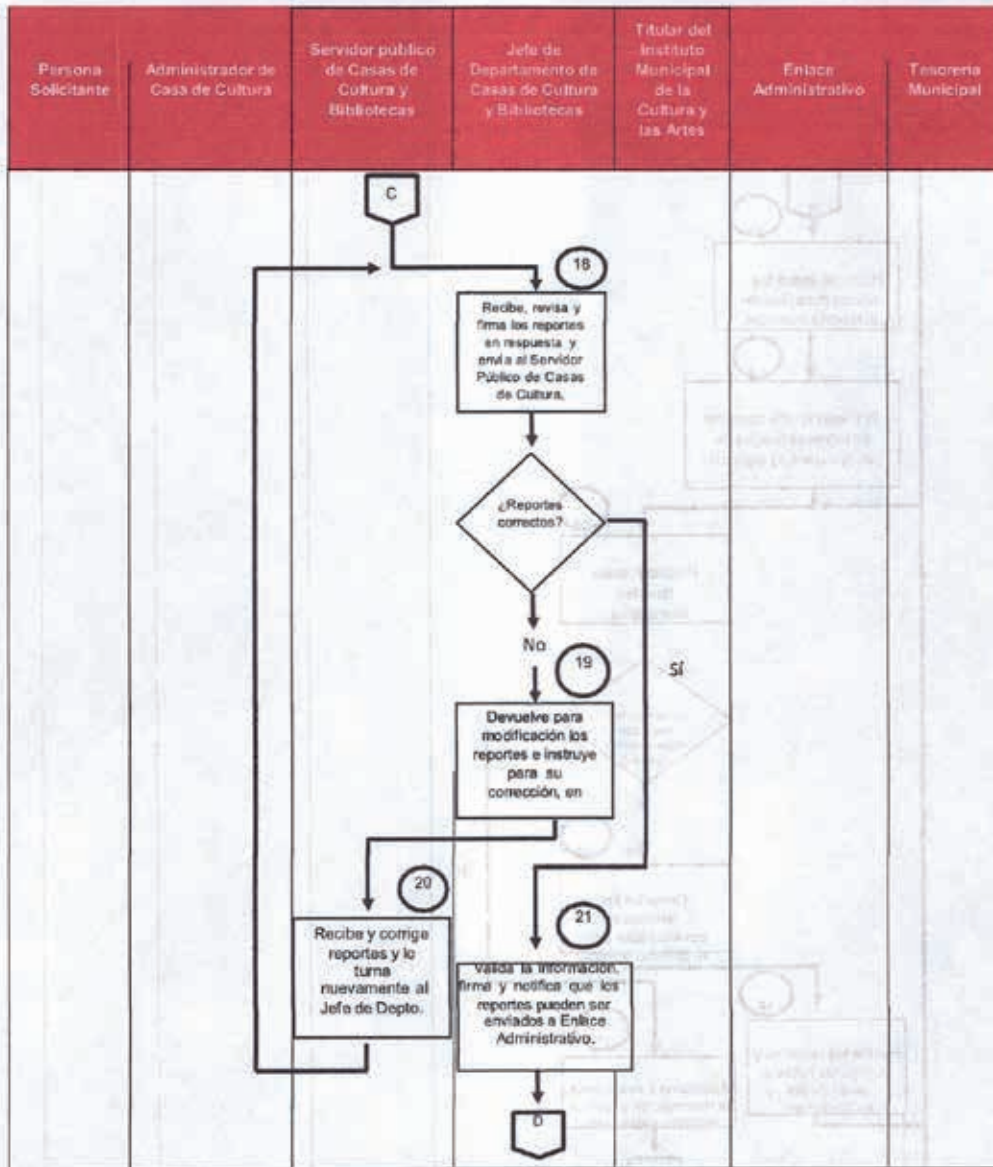 Persona
Solicitante
Administrador de
Casa de Cultura
Servidor público
de Casas de
Cultura y
Bibliotecas
Jefe de
Departamento de
Casas de Cultura
y Bibliotecas
Titular del
Instituto
Municipal
de la
Cultura y
las Artes
Enlace
Administrativo
Tesorería
Municipal
C
18
Recibe, revisa y
firma los reportes
en respuesta y
envía al Servidor
Público de Casas
de Cultura.
¿Reportes
correctos?
No
SÍ
19
Devuelve para
modificación los
reportes e instruye
para su
corrección, en
20
Recibe y corrige
reportes y lo
turna
nuevamente al
Jefe de Depto.
21
Valida la información,
firma y notifica que los
reportes pueden ser
enviados a Enlace
Administrativo.
D